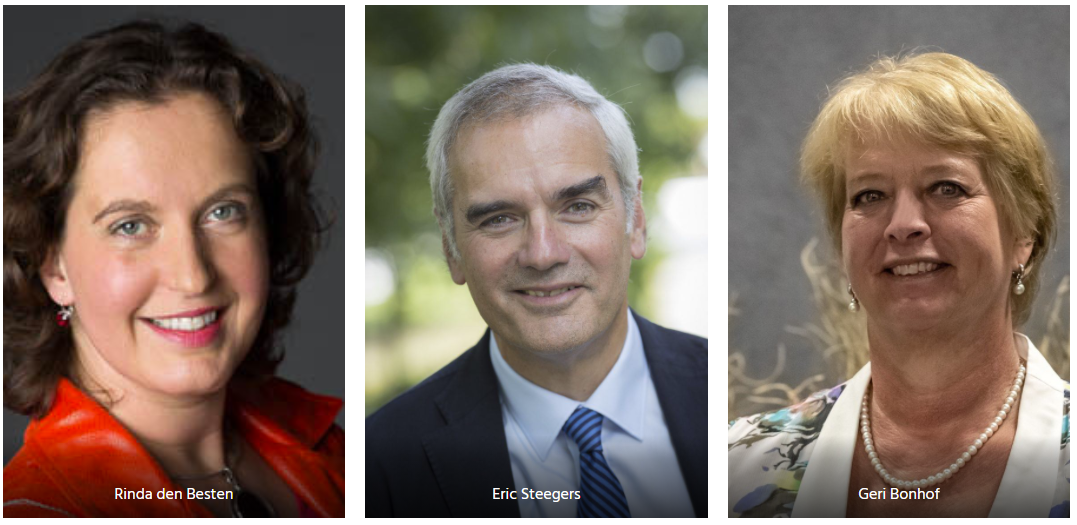 Rinda den Besten
Eric Steegers
Geri Bonhof